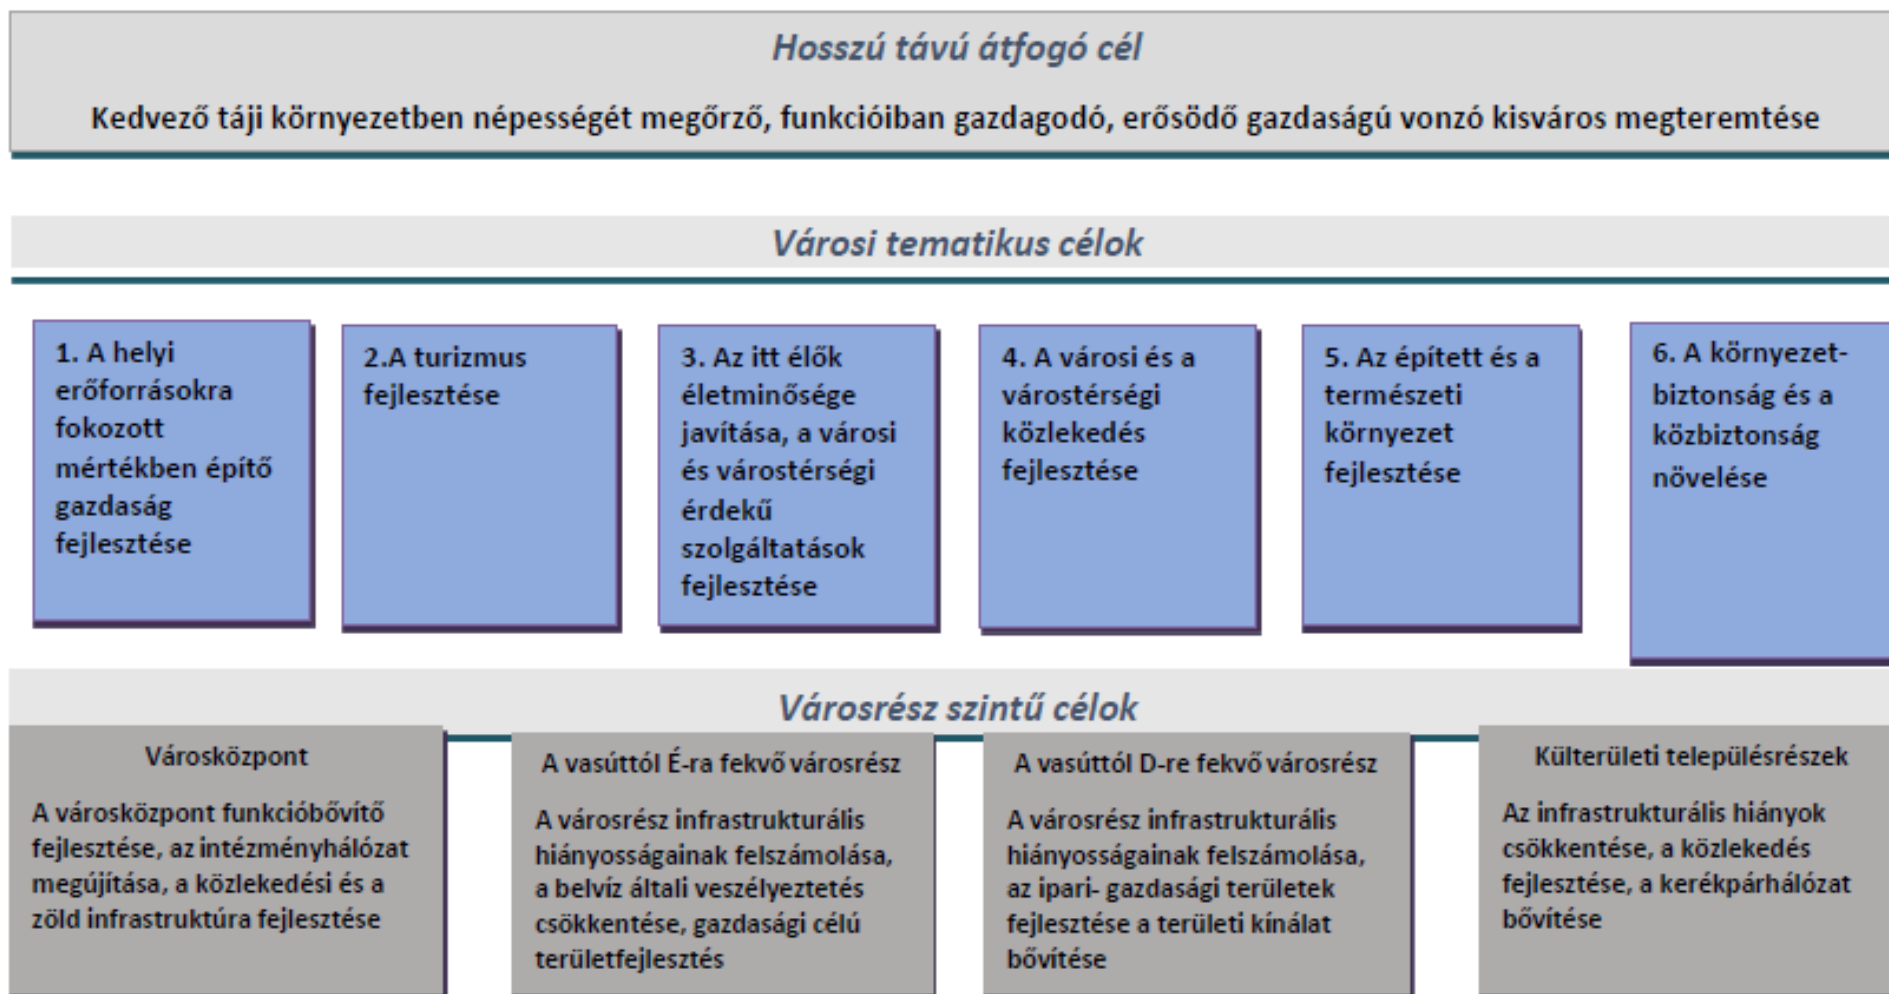 Hosszú távú átfogó cél
Kedvező táji környezetben népességét megőrző, funkcióiban gazdagodó, erősödő gazdaságú vonzó kisváros megteremtése
Városi tematikus célok
1. A helyi
erőforrásokra
fokozott
mértékben építő
gazdaság
fejlesztése
2.A turizmus
fejlesztése
3. Az itt élők
életminősége
javítása, a városi
és várostérségi
érdekű
szolgáltatások
fejlesztése
4. A városi és a
várostérségi
közlekedés
fejlesztése
5. Az épített és a
természeti
környezet
fejlesztése
6. A környezet-
biztonság és a
közbiztonság
növelése
Városrész szintű célok
Városközpont
A városközpont funkcióbővítő
fejlesztése, az intézményhálózat
megújítása, a közlekedési és a
zöld infrastruktúra fejlesztése
A vasúttól É-ra fekvő városrész
A városrész infrastrukturális
hiányosságainak felszámolása,
a belvíz általi veszélyeztetés
csökkentése, gazdasági célú
területfejlesztés
A vasúttól D-re fekvő városrész
A városrész infrastrukturális
hiányosságainak felszámolása,
az ipari- gazdasági területek
fejlesztése a területi kínálat
bővítése
Külterületi településrészek
Az infrastrukturális hiányok
csökkentése, a közlekedés
fejlesztése, a kerékpárhálózat
bővítése